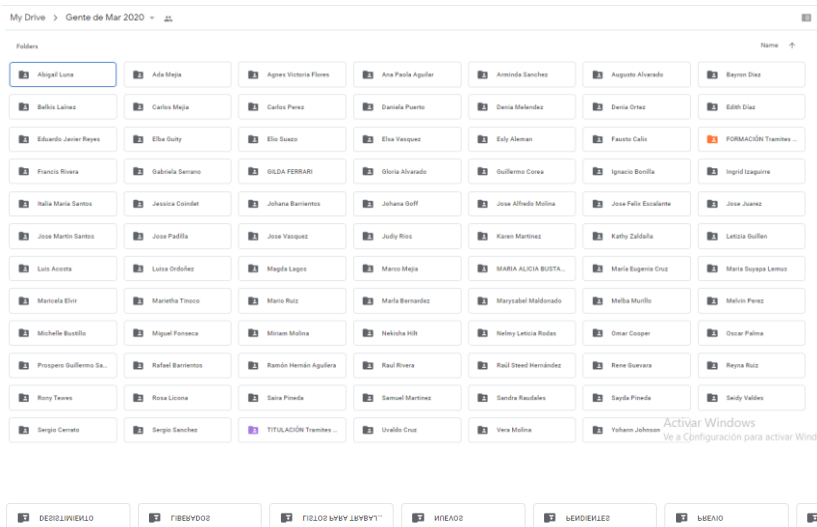 My Drive > Gente de Mar 2020
Folders Name ↑
Abigail Luna Ada Mejia Agnes Victoria Flores Ana Paola Aguilar Arminda Sanchez Augusto Alvarado Bayron Diaz
Belkis Lainez Carlos Mejia Carlos Perez Daniela Puerto Denia Melendez Denia Ortez Edith Díaz
Eduardo Javier Reyes Elba Guity Elio Suazo Elsa Vasquez Esly Aleman Fausto Calix FORMACIÓN Tramites ...
Francis Rivera Gabriela Serrano GILDA FERRARI Gloria Alvarado Guillermo Corea Ignacio Bonilla Ingrid Izaguirre
Italia Maria Santos Jessica Coindet Johana Barrientos Johana Goff Jose Alfredo Molina Jose Felix Escalante Jose Juarez
Jose Martin Santos Jose Padilla Jose Vasquez Judiy Rios Karen Martinez Kathy Zaldaña Letizia Guillen
Luis Acosta Luisa Ordoñez Magda Lagos Marco Mejia MARIA ALICIA BUSTA... María Eugenia Cruz Maria Suyapa Lemus
Maricela Elvir Marietha Tinoco Mario Ruiz Marla Bernardez Marysabel Maldonado Melba Murillo Melvin Perez
Michelle Bustillo Miguel Fonseca Miriam Molina Nekisha Hilt Nelmy Leticia Rodas Omar Cooper Oscar Palma
Prospero Guillermo Sa... Rafael Barrientos Ramón Hernán Aguilera Raul Rivera Raúl Steed Hernández Rene Guevara Reyna Ruiz
Rony Tewes Rosa Licona Saira Pineda Samuel Martinez Sandra Raudales Sayda Pineda Seidy Valdes
Sergio Cerrato Sergio Sanchez TITULACIÓN Tramites ... Uvaldo Cruz Vera Molina Yohann Johnson
Activar Windows
Ve a Configuración para activar Wind
DESISTIMIENTO LIBERADOS LISTOS PARA TRABAJ... NUEVOS PENDIENTES PREVIO